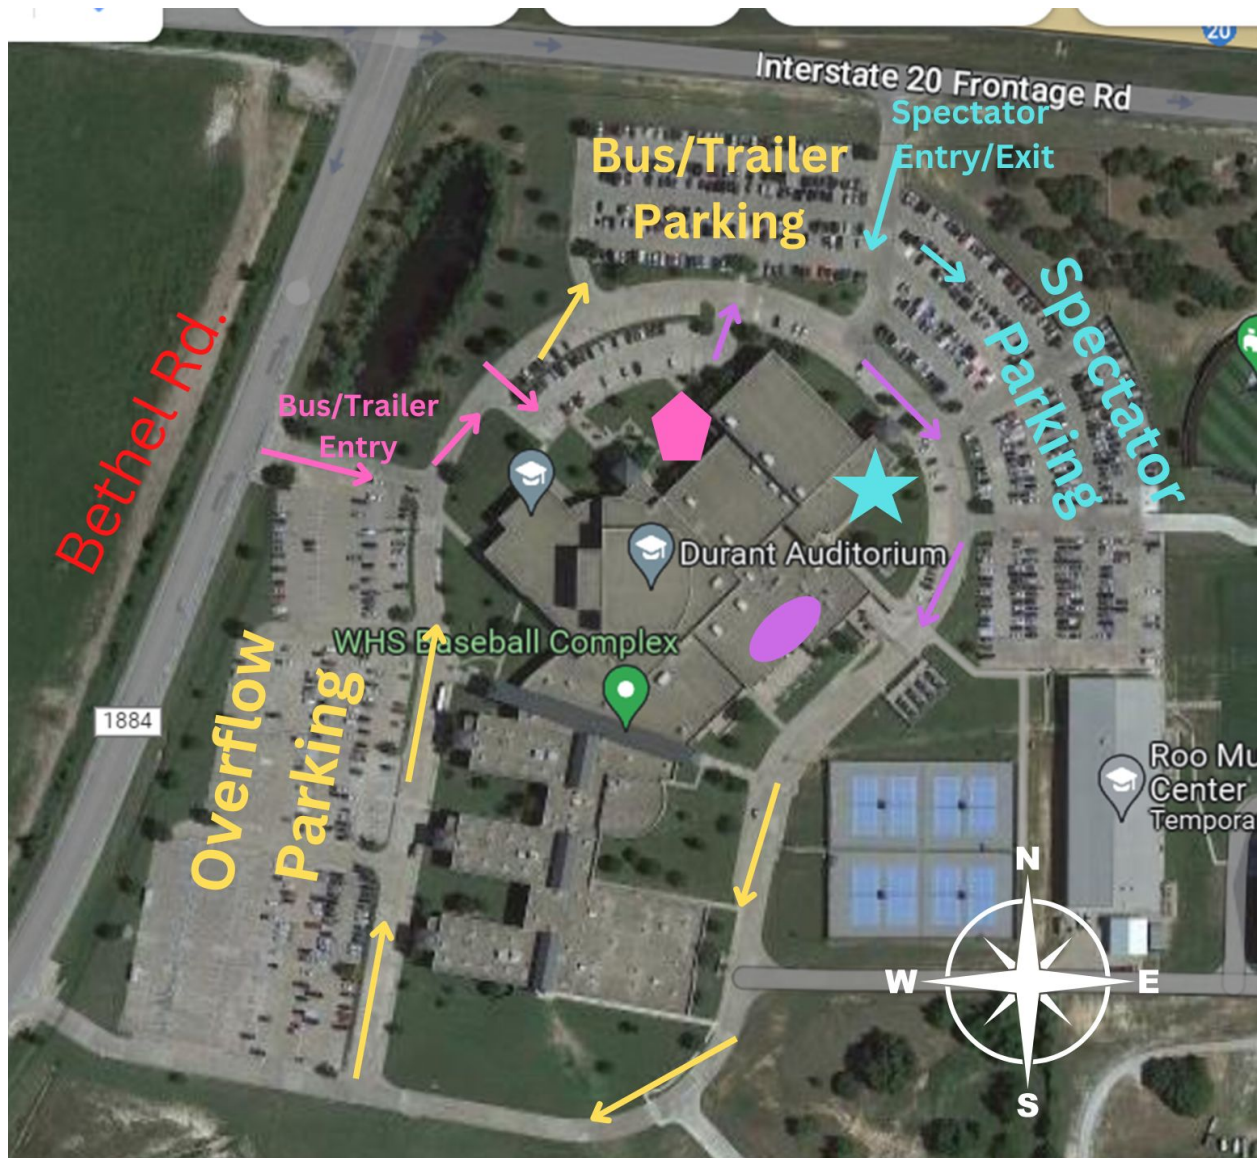 20
Interstate 20 Frontage Rd
Spectator
Entry/Exit
Bus/Trailer
Parking
Spectator
Parking
Bethel Rd.
Bus/Trailer
Entry
Durant Auditorium
WHS Baseball Complex
Overflow
Parking
1884
Roo Mu
Center
Tempora
N
W
E
S